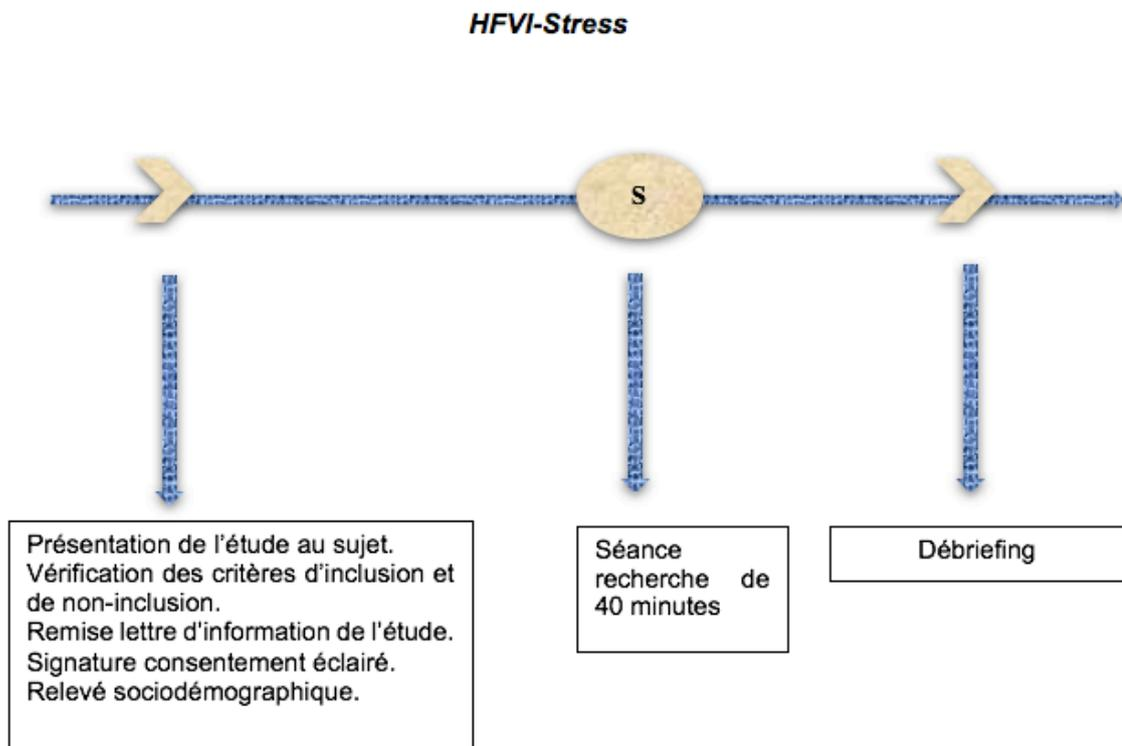 HFVI-Stress
S
Présentation de l'étude au sujet.
Vérification des critères d'inclusion et
de non-inclusion.
Remise lettre d'information de l'étude.
Signature consentement éclairé.
Relevé sociodémographique.
Séance
recherche de
40 minutes
Débriefing